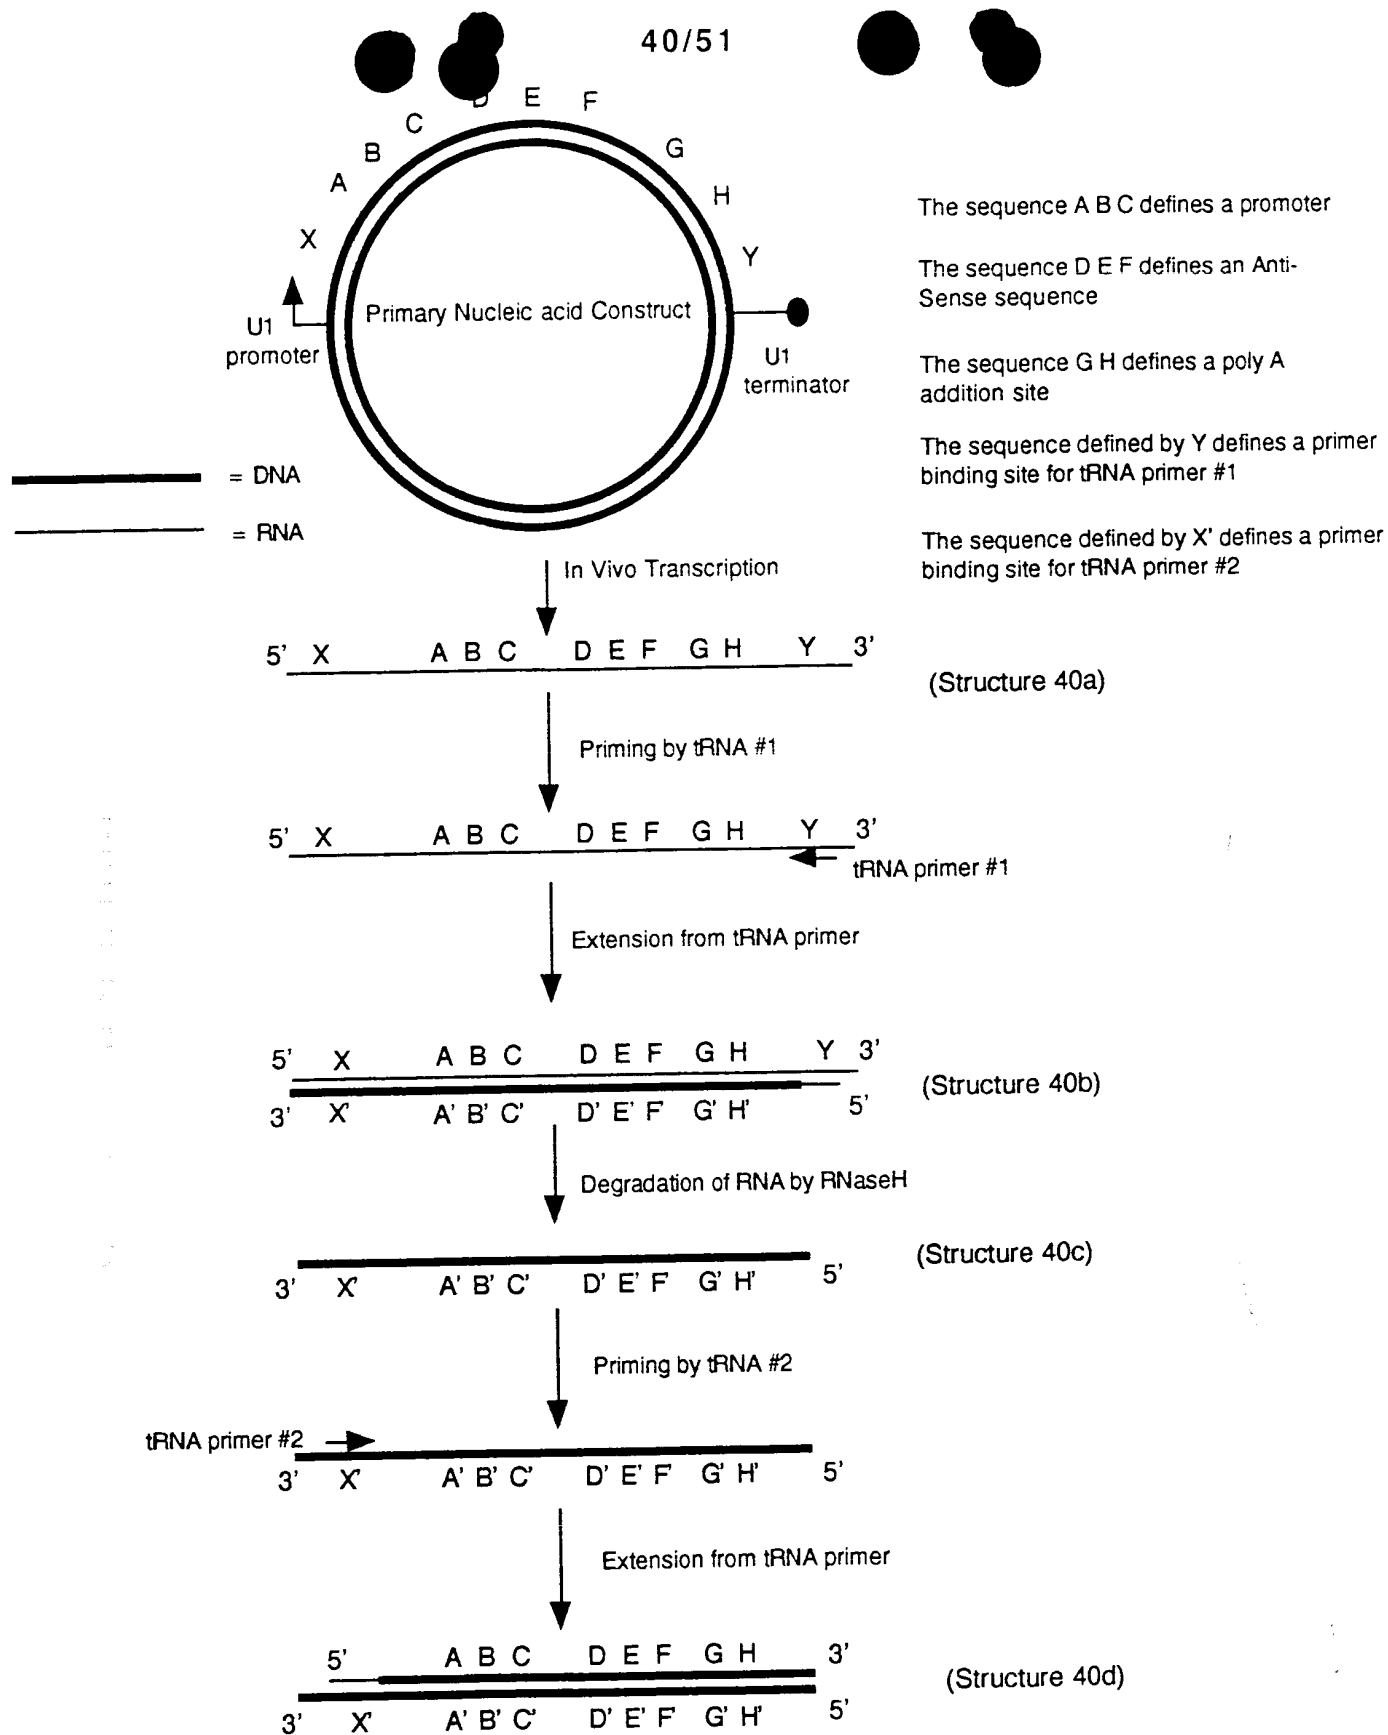 40/51
D E F
C
B
A
X
G
H
Y
Primary Nucleic acid Construct
U1
promoter
U1
terminator
The sequence A B C defines a promoter
The sequence D E F defines an Anti-
Sense sequence
The sequence G H defines a poly A
addition site
The sequence defined by Y defines a primer
binding site for tRNA primer #1
The sequence defined by X' defines a primer
binding site for tRNA primer #2
= DNA
= RNA
In Vivo Transcription
5' X A B C D E F G H Y 3'
(Structure 40a)
Priming by tRNA #1
5' X A B C D E F G H Y 3'
tRNA primer #1
Extension from tRNA primer
5' X A B C D E F G H Y 3'
(Structure 40b)
3' X' A' B' C' D' E' F' G' H' 5'
Degradation of RNA by RNaseH
(Structure 40c)
3' X' A' B' C' D' E' F' G' H' 5'
Priming by tRNA #2
tRNA primer #2
3' X' A' B' C' D' E' F' G' H' 5'
Extension from tRNA primer
5' A B C D E F G H 3'
(Structure 40d)
3' X' A' B' C' D' E' F' G' H' 5'